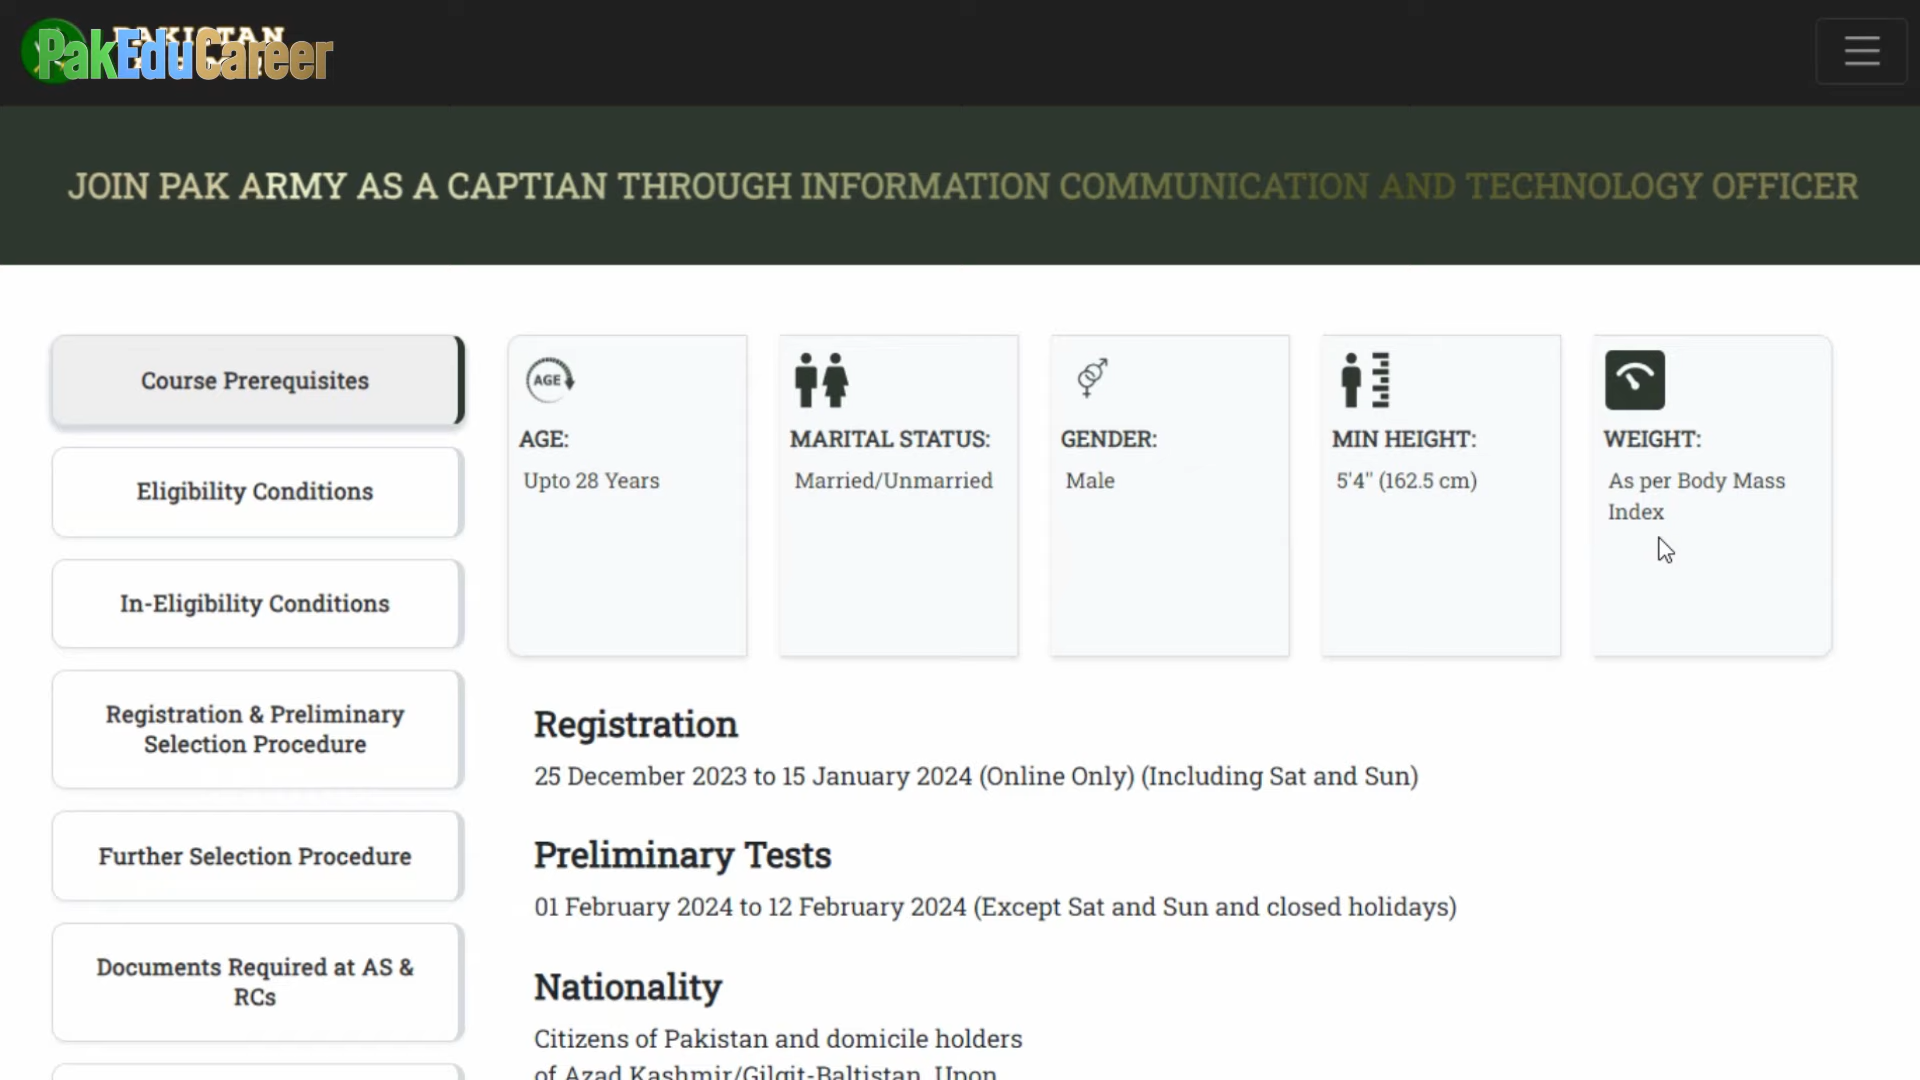 PakEduCareer
PAKISTAN
JOIN PAK ARMY AS A CAPTIAN THROUGH INFORMATION COMMUNICATION AND TECHNOLOGY OFFICER
Course Prerequisites
Eligibility Conditions
In-Eligibility Conditions
Registration & Preliminary
Selection Procedure
Further Selection Procedure
Documents Required at AS &
RCs
AGE
AGE:
Upto 28 Years
MARITAL STATUS:
Married/Unmarried
GENDER:
Male
MIN HEIGHT:
5'4" (162.5 cm)
WEIGHT:
As per Body Mass
Index
Registration
25 December 2023 to 15 January 2024 (Online Only) (Including Sat and Sun)
Preliminary Tests
01 February 2024 to 12 February 2024 (Except Sat and Sun and closed holidays)
Nationality
Citizens of Pakistan and domicile holders
of Azad Kashmir/Gilgit-Baltistan. Upon